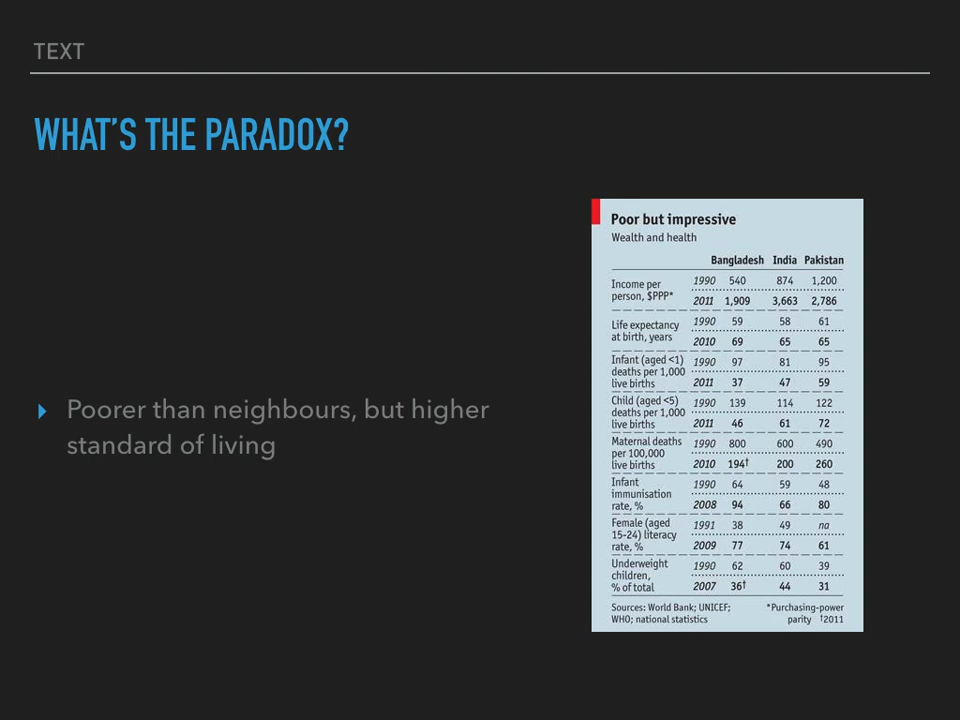 TEXT
WHAT'S THE PARADOX?
▸ Poorer than neighbours, but higher
standard of living
Poor but impressive
Wealth and health
Bangladesh India Pakistan
Income per
person, $PPP*
1990 540 874 1,200
2011 1,909 3,663 2,786
Life expectancy
at birth, years
1990 59 58 61
2010 69 65 65
Infant (aged <1)
deaths per 1,000
live births
1990 97 81 95
2011 37 47 59
Child (aged <5)
deaths per 1,000
live births
1990 139 114 122
2011 46 61 72
Maternal deaths
per 100,000
live births
1990 800 600 490
2010 194† 200 260
Infant
immunisation
rate, %
1990 64 59 48
2008 94 66 80
Female (aged
15-24) literacy
rate, %
1991 38 49 na
2009 77 74 61
Underweight
children,
% of total
1990 62 60 39
2007 36† 44 31
Sources: World Bank; UNICEF;
WHO; national statistics
*Purchasing-power
parity †2011